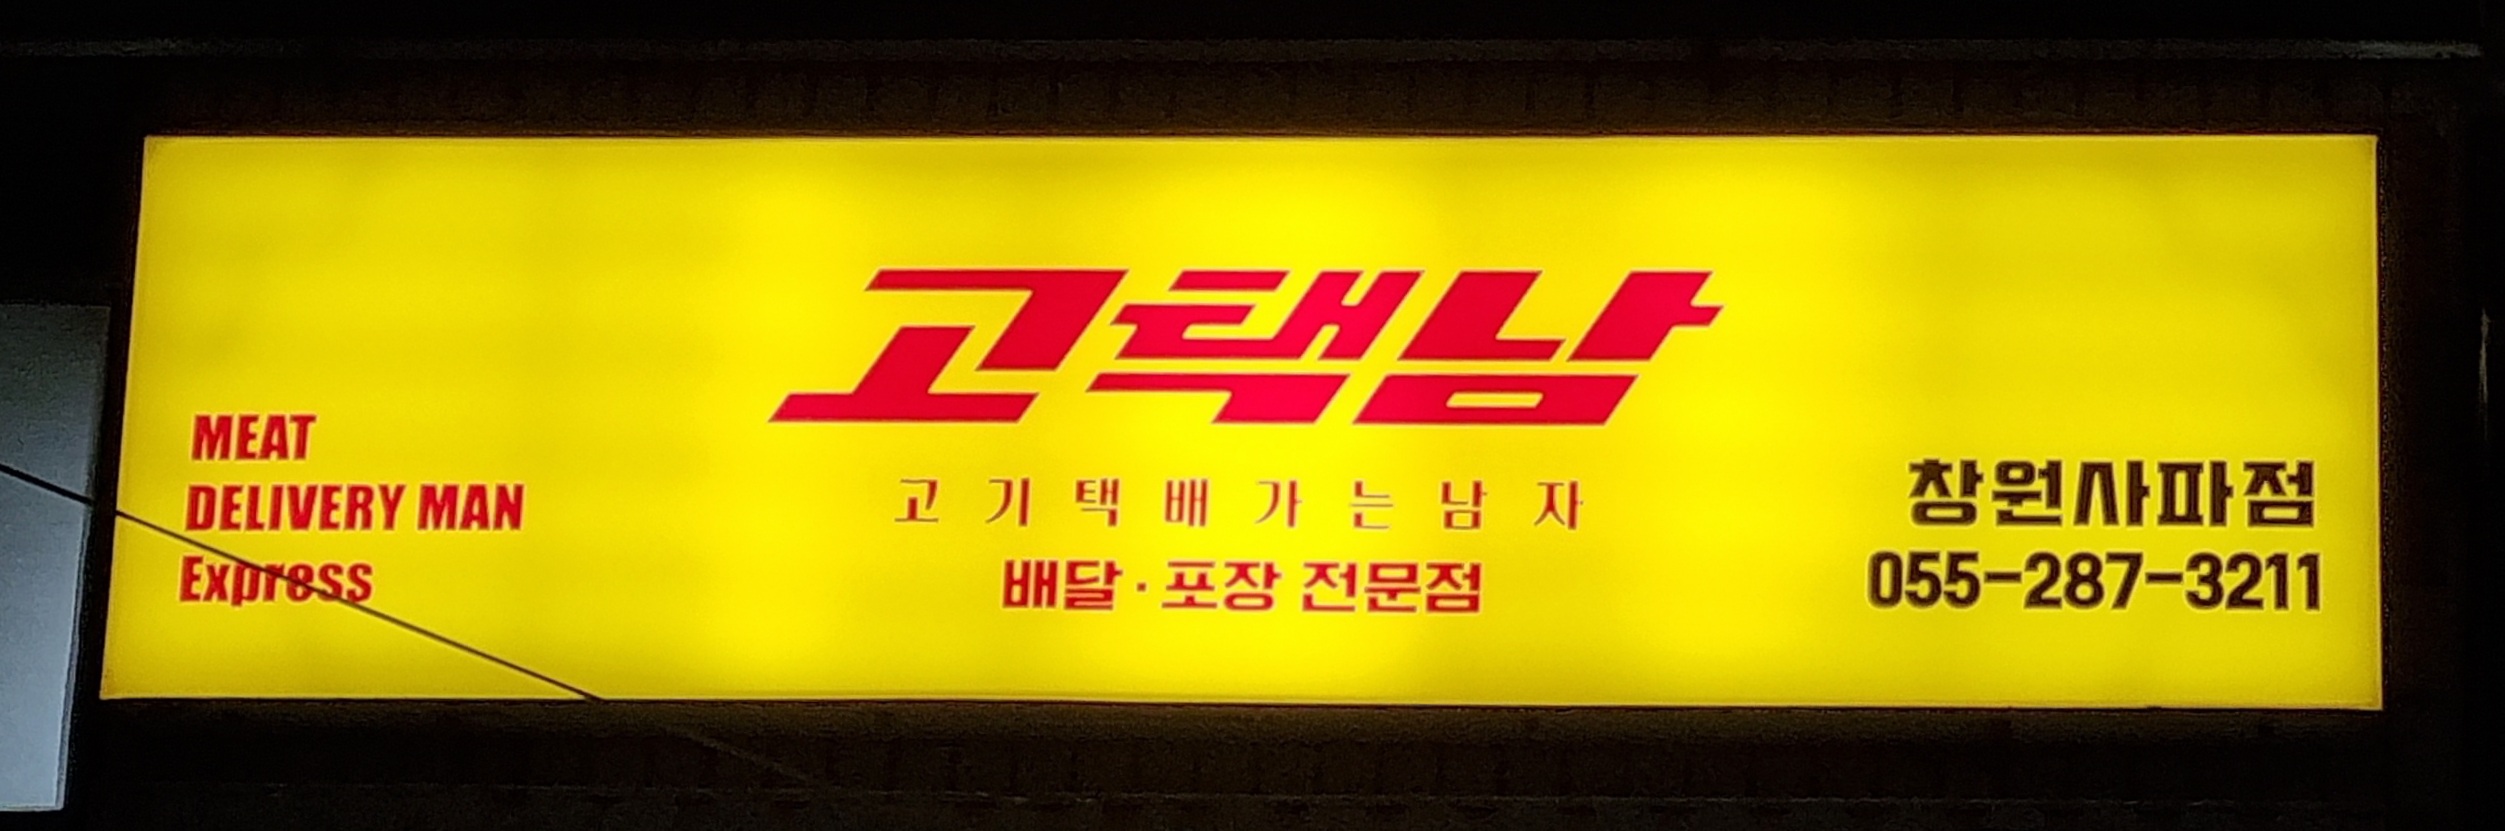 MEAT
DELIVERY MAN
Express
고택남
고기택배가는남자
배달·포장 전문점
창원사파점
055-287-3211